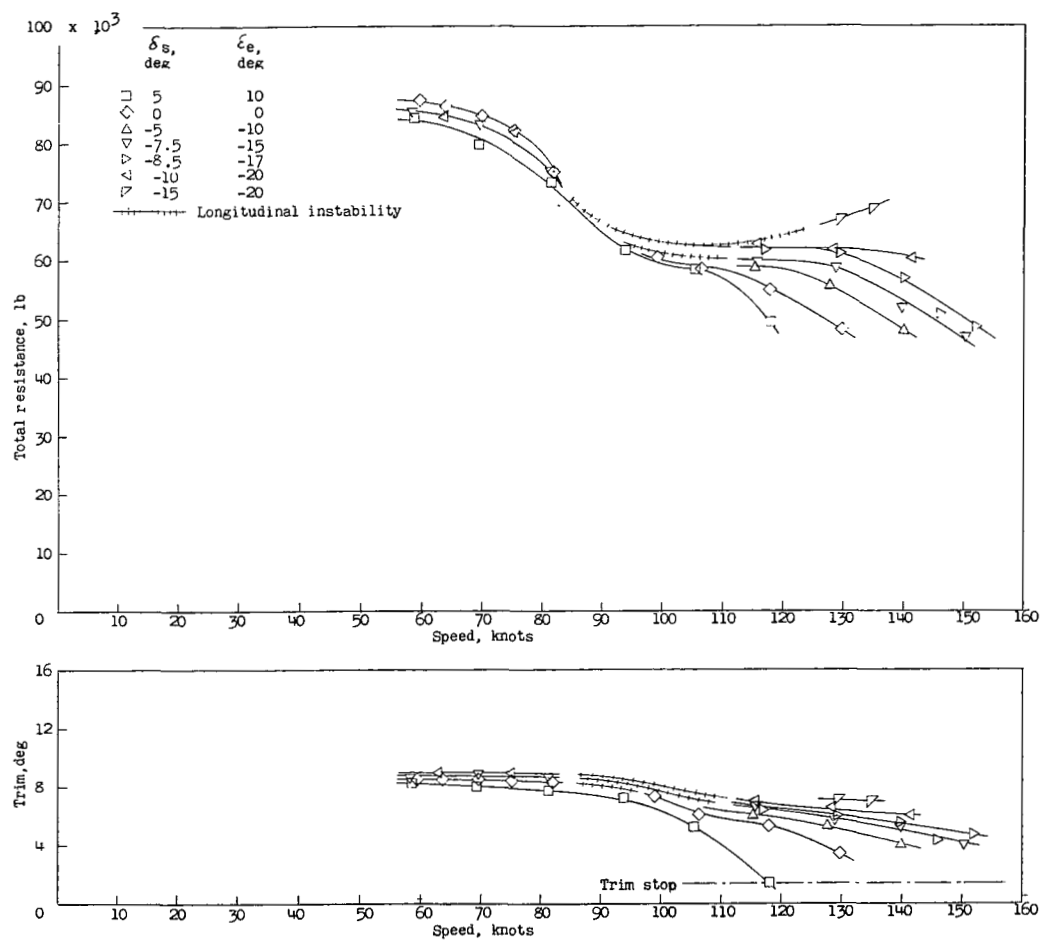 100 x 10³
δs, deg εe, deg
5 10
0 0
-5 -10
-7.5 -15
-8.5 -17
-10 -20
-15 -20
Longitudinal instability
90
80
70
60
50
40
30
20
10
0
Total resistance, lb
10 20 30 40 50 60 70 80 90 100 110 120 130 140 150 160
Speed, knots
16
12
8
4
0
Trim,deg
Trim stop
10 20 30 40 50 60 70 80 90 100 110 120 130 140 150 160
Speed, knots